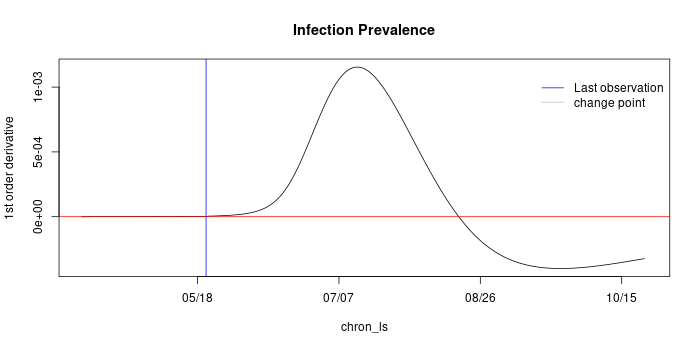 Infection Prevalence
1st order derivative
1e-03
5e-04
0e+00
Last observation
change point
05/18 07/07 08/26 10/15
chron_ls